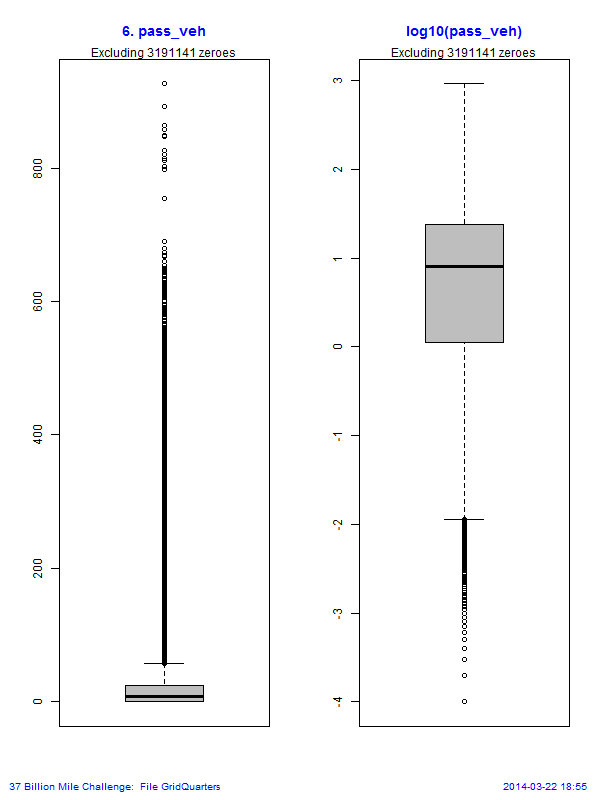 6. pass_veh
Excluding 3191141 zeroes
800
600
400
200
0
log10(pass_veh)
Excluding 3191141 zeroes
3
2
1
0
-1
-2
-3
-4
37 Billion Mile Challenge: File GridQuarters
2014-03-22 18:55